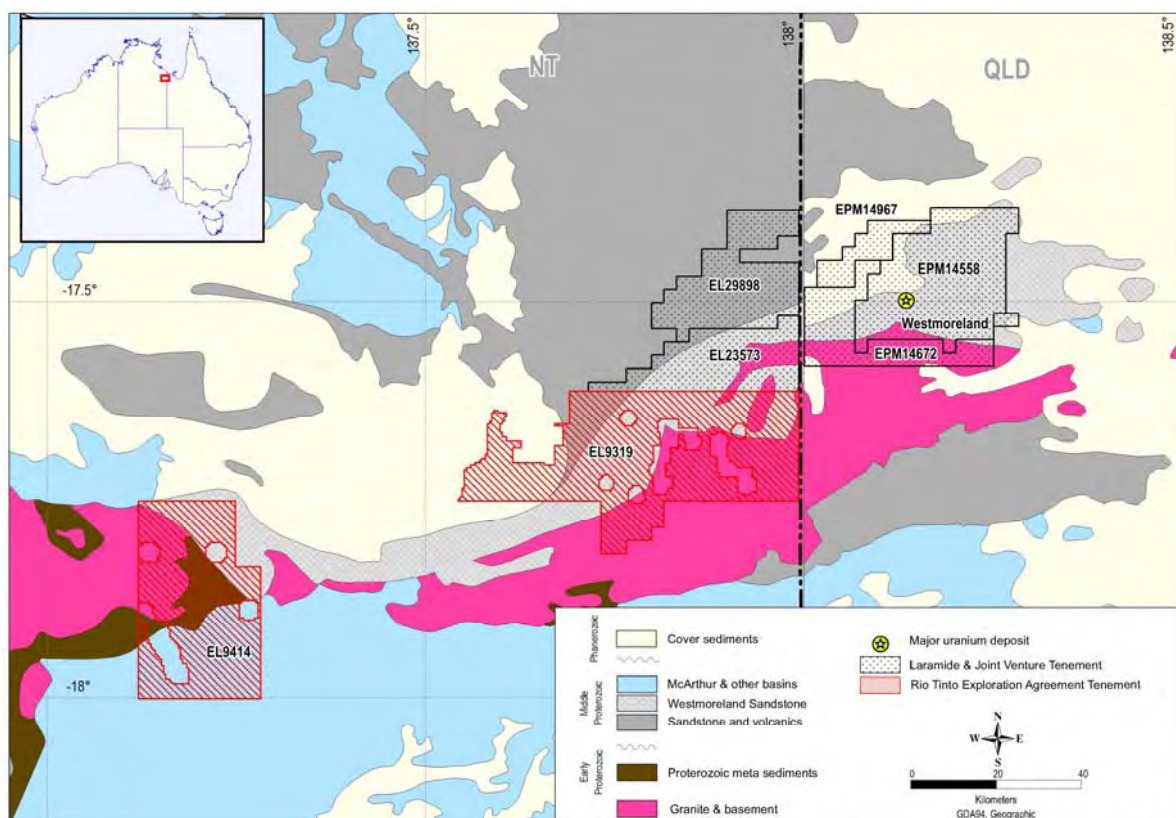 137.5°
138°
138.5°
NT
QLD
EPM14967
EPM14558
EL29898
-17.5°
Westmoreland
EL23573
EPM14672
EL9319
EL9414
-18°
Phanerozoic
Cover sediments
Middle
Proterozoic
McArthur & other basins
Westmoreland Sandstone
Sandstone and volcanics
Early
Proterozoic
Proterozoic meta sediments
Granite & basement
Major uranium deposit
Laramide & Joint Venture Tenement
Rio Tinto Exploration Agreement Tenement
N
W E
S
0 20 40
Kilometers
GDA94, Geographic